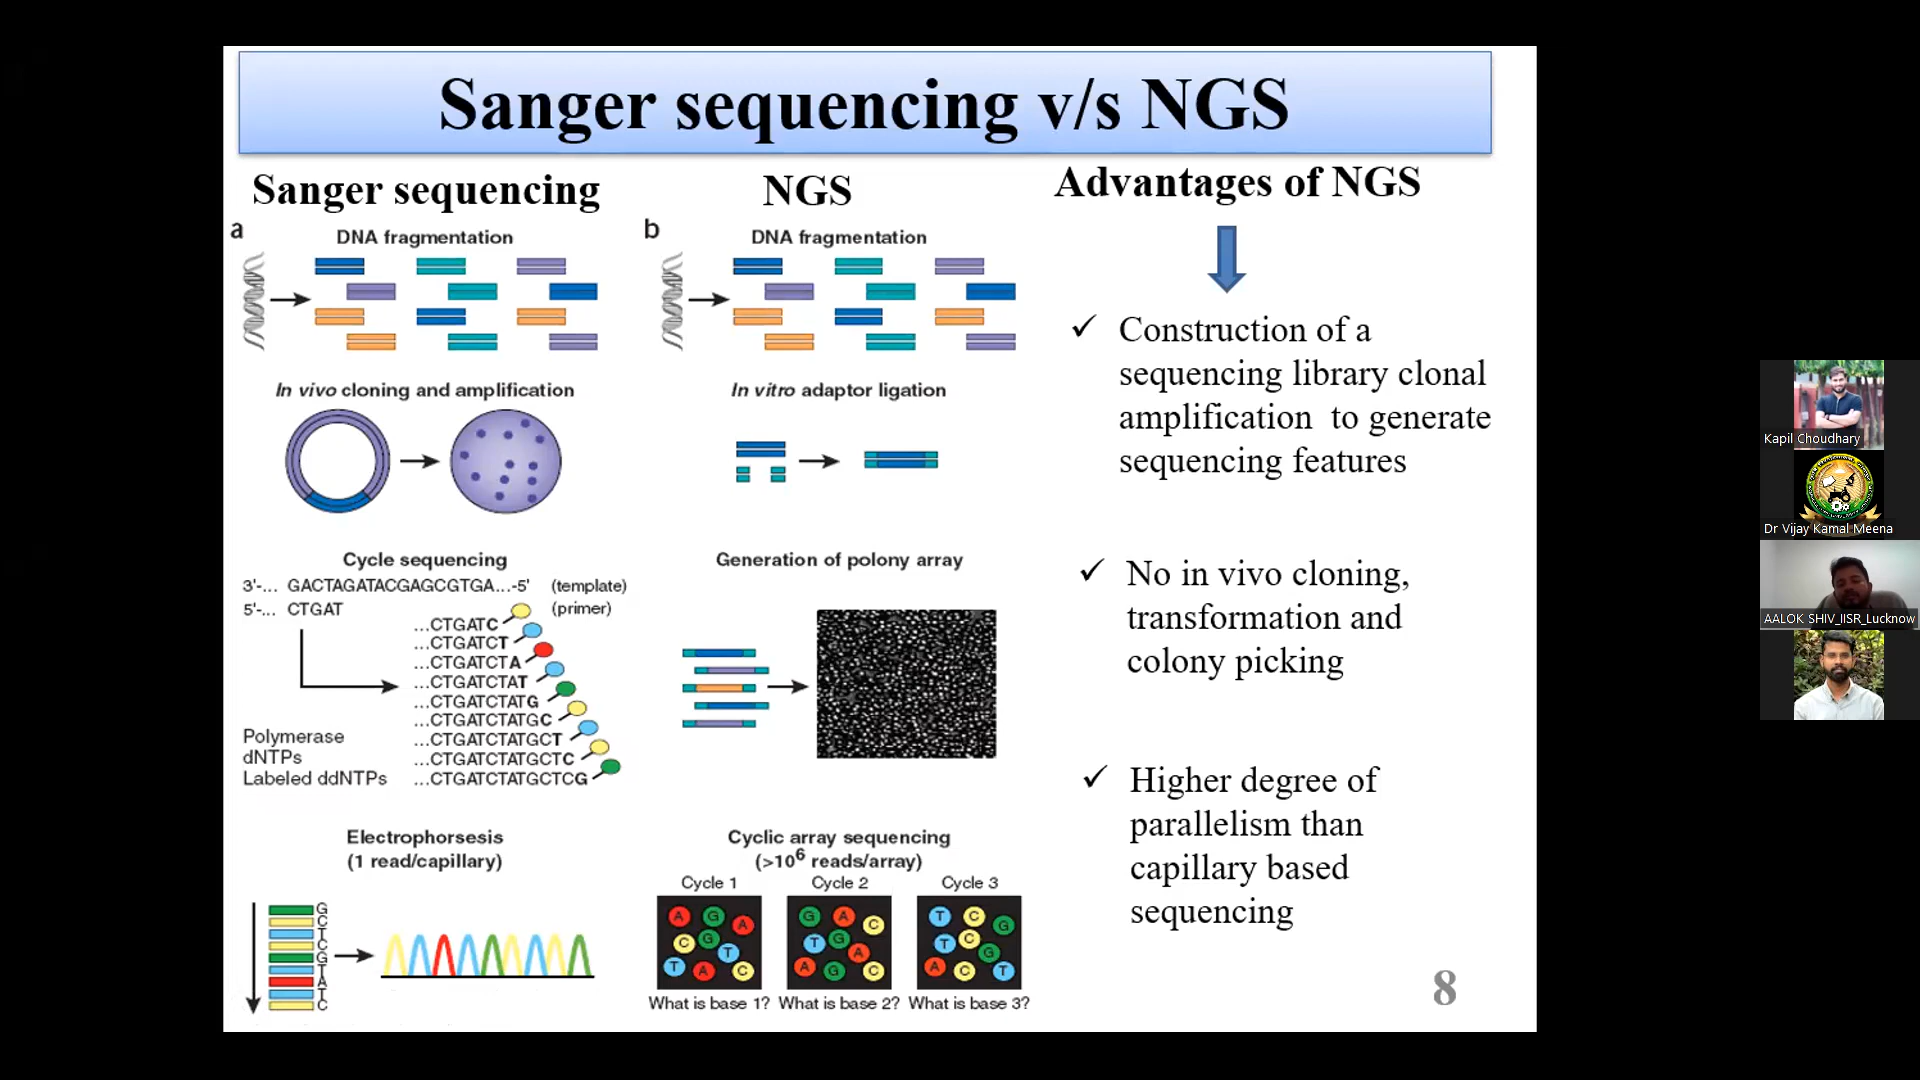 Sanger sequencing v/s NGS
Sanger sequencing
a
DNA fragmentation
In vivo cloning and amplification
Cycle sequencing
3'-... GACTAGATACGAGCGTGA...-5' (template)
5'-... CTGAT (primer)
...CTGATC
...CTGATCT
...CTGATCTA
...CTGATCTAT
...CTGATCTATG
...CTGATCTATGC
...CTGATCTATGCT
...CTGATCTATGCTC
...CTGATCTATGCTCG
Polymerase
dNTPs
Labeled ddNTPs
Electrophorsesis
(1 read/capillary)
G
C
T
C
G
T
A
T
C
NGS
b
DNA fragmentation
In vitro adaptor ligation
Generation of polony array
Cyclic array sequencing
(>10⁶ reads/array)
Cycle 1
A G A
C G T
T A C
What is base 1?
Cycle 2
G A C
T G A
A G C
What is base 2?
Cycle 3
T C G
T C G
A C T
What is base 3?
Advantages of NGS
✓ Construction of a
sequencing library clonal
amplification to generate
sequencing features
✓ No in vivo cloning,
transformation and
colony picking
✓ Higher degree of
parallelism than
capillary based
sequencing
8
Kapil Choudhary
Dr Vijay Kamal Meena
AALOK SHIV_IISR_Lucknow